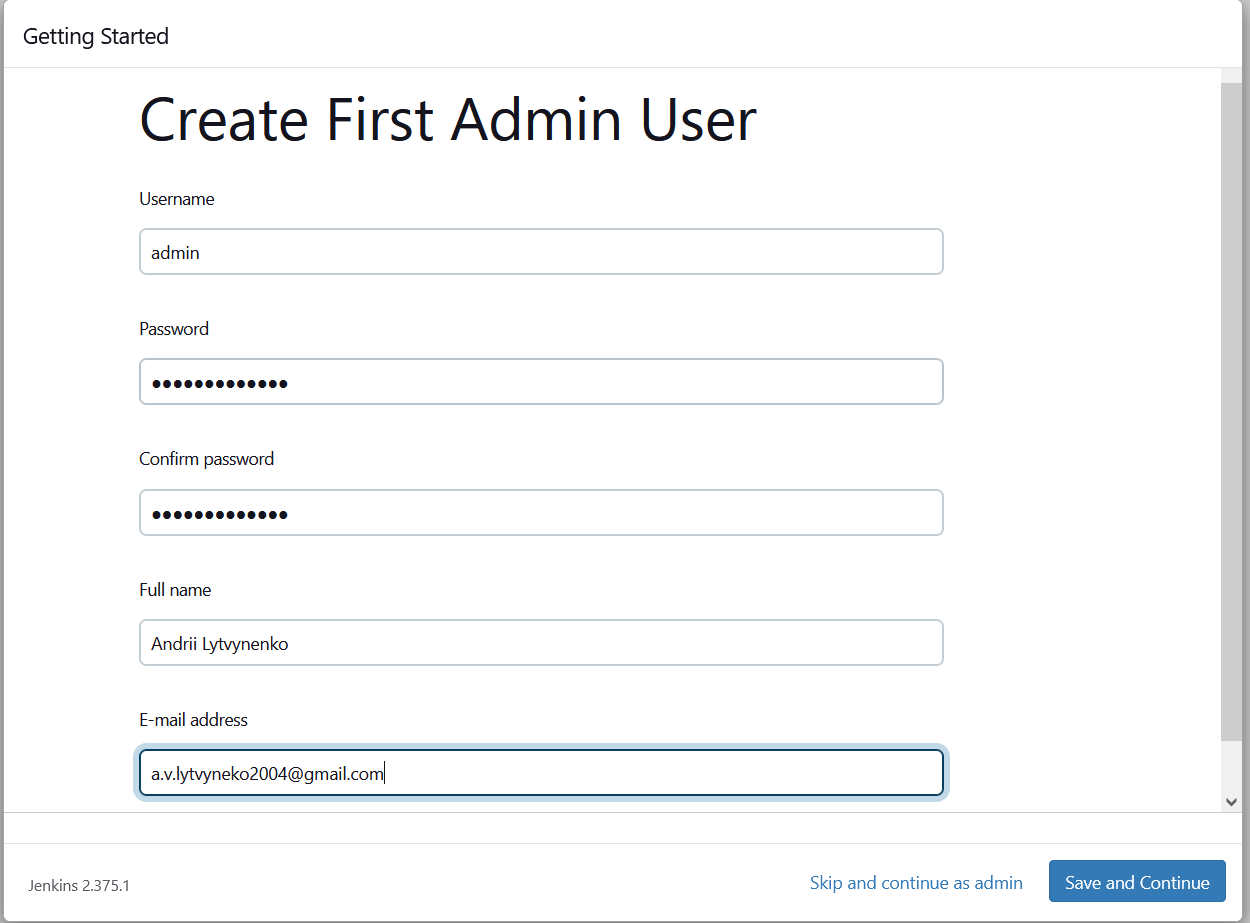 Getting Started
Create First Admin User
Username
admin
Password
•••••••••••••
Confirm password
•••••••••••••
Full name
Andrii Lytvynenko
E-mail address
a.v.lytvyneko2004@gmail.com
Jenkins 2.375.1
Skip and continue as admin
Save and Continue